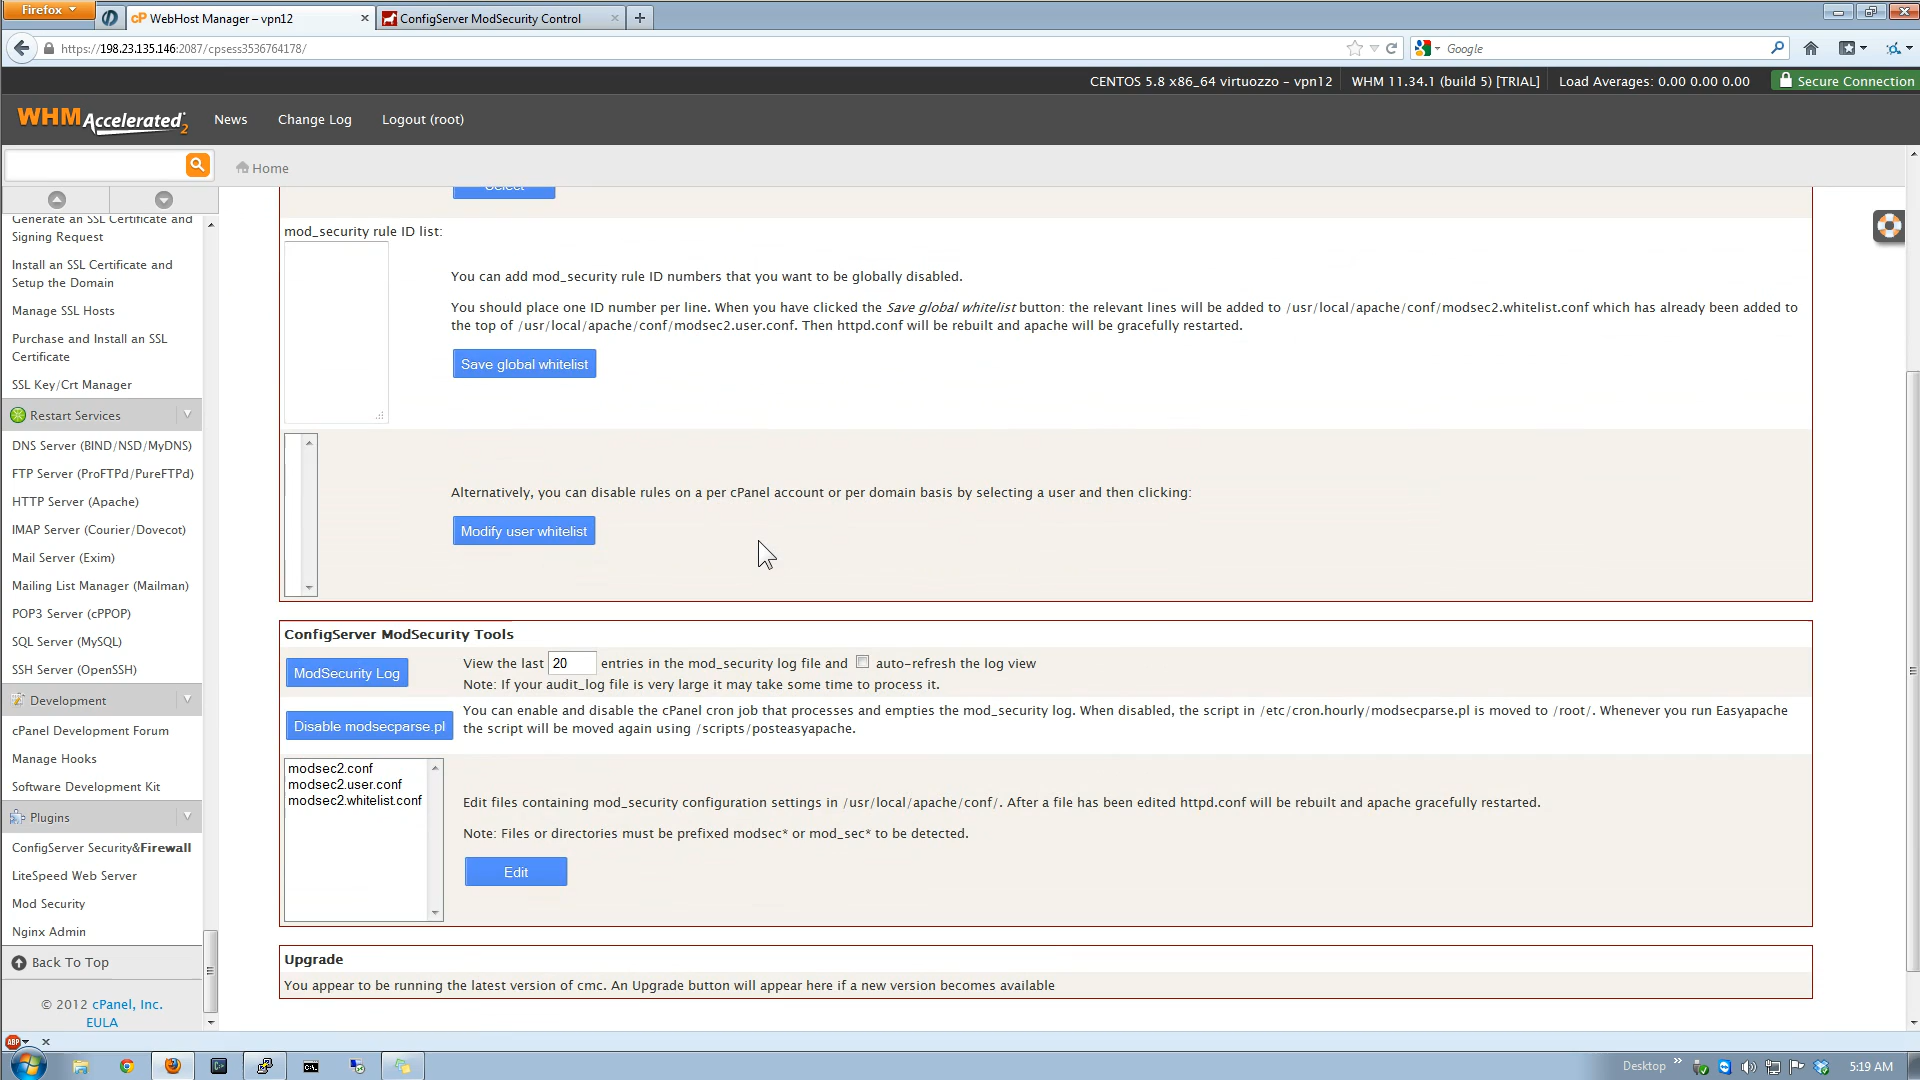 Firefox
WebHost Manager – vpn12
ConfigServer ModSecurity Control
https://198.23.135.146:2087/cpsess3536764178/
Google
CENTOS 5.8 x86_64 virtuozzo – vpn12
WHM 11.34.1 (build 5) [TRIAL]
Load Averages: 0.00 0.00 0.00
Secure Connection
WHM Accelerated2
News
Change Log
Logout (root)
Home
Generate an SSL Certificate and
Signing Request
Install an SSL Certificate and
Setup the Domain
Manage SSL Hosts
Purchase and Install an SSL
Certificate
SSL Key/Crt Manager
Restart Services
DNS Server (BIND/NSD/MyDNS)
FTP Server (ProFTPd/PureFTPd)
HTTP Server (Apache)
IMAP Server (Courier/Dovecot)
Mail Server (Exim)
Mailing List Manager (Mailman)
POP3 Server (cPPOP)
SQL Server (MySQL)
SSH Server (OpenSSH)
Development
cPanel Development Forum
Manage Hooks
Software Development Kit
Plugins
ConfigServer Security&Firewall
LiteSpeed Web Server
Mod Security
Nginx Admin
Back To Top
© 2012 cPanel, Inc.
EULA
Select
mod_security rule ID list:
You can add mod_security rule ID numbers that you want to be globally disabled.
You should place one ID number per line. When you have clicked the Save global whitelist button: the relevant lines will be added to /usr/local/apache/conf/modsec2.whitelist.conf which has already been added to
the top of /usr/local/apache/conf/modsec2.user.conf. Then httpd.conf will be rebuilt and apache will be gracefully restarted.
Save global whitelist
Alternatively, you can disable rules on a per cPanel account or per domain basis by selecting a user and then clicking:
Modify user whitelist
ConfigServer ModSecurity Tools
ModSecurity Log
View the last 20 entries in the mod_security log file and auto-refresh the log view
Note: If your audit_log file is very large it may take some time to process it.
Disable modsecparse.pl
You can enable and disable the cPanel cron job that processes and empties the mod_security log. When disabled, the script in /etc/cron.hourly/modsecparse.pl is moved to /root/. Whenever you run Easyapache
the script will be moved again using /scripts/posteasyapache.
modsec2.conf
modsec2.user.conf
modsec2.whitelist.conf
Edit files containing mod_security configuration settings in /usr/local/apache/conf/. After a file has been edited httpd.conf will be rebuilt and apache gracefully restarted.
Note: Files or directories must be prefixed modsec* or mod_sec* to be detected.
Edit
Upgrade
You appear to be running the latest version of cmc. An Upgrade button will appear here if a new version becomes available
ABP
Desktop
5:19 AM